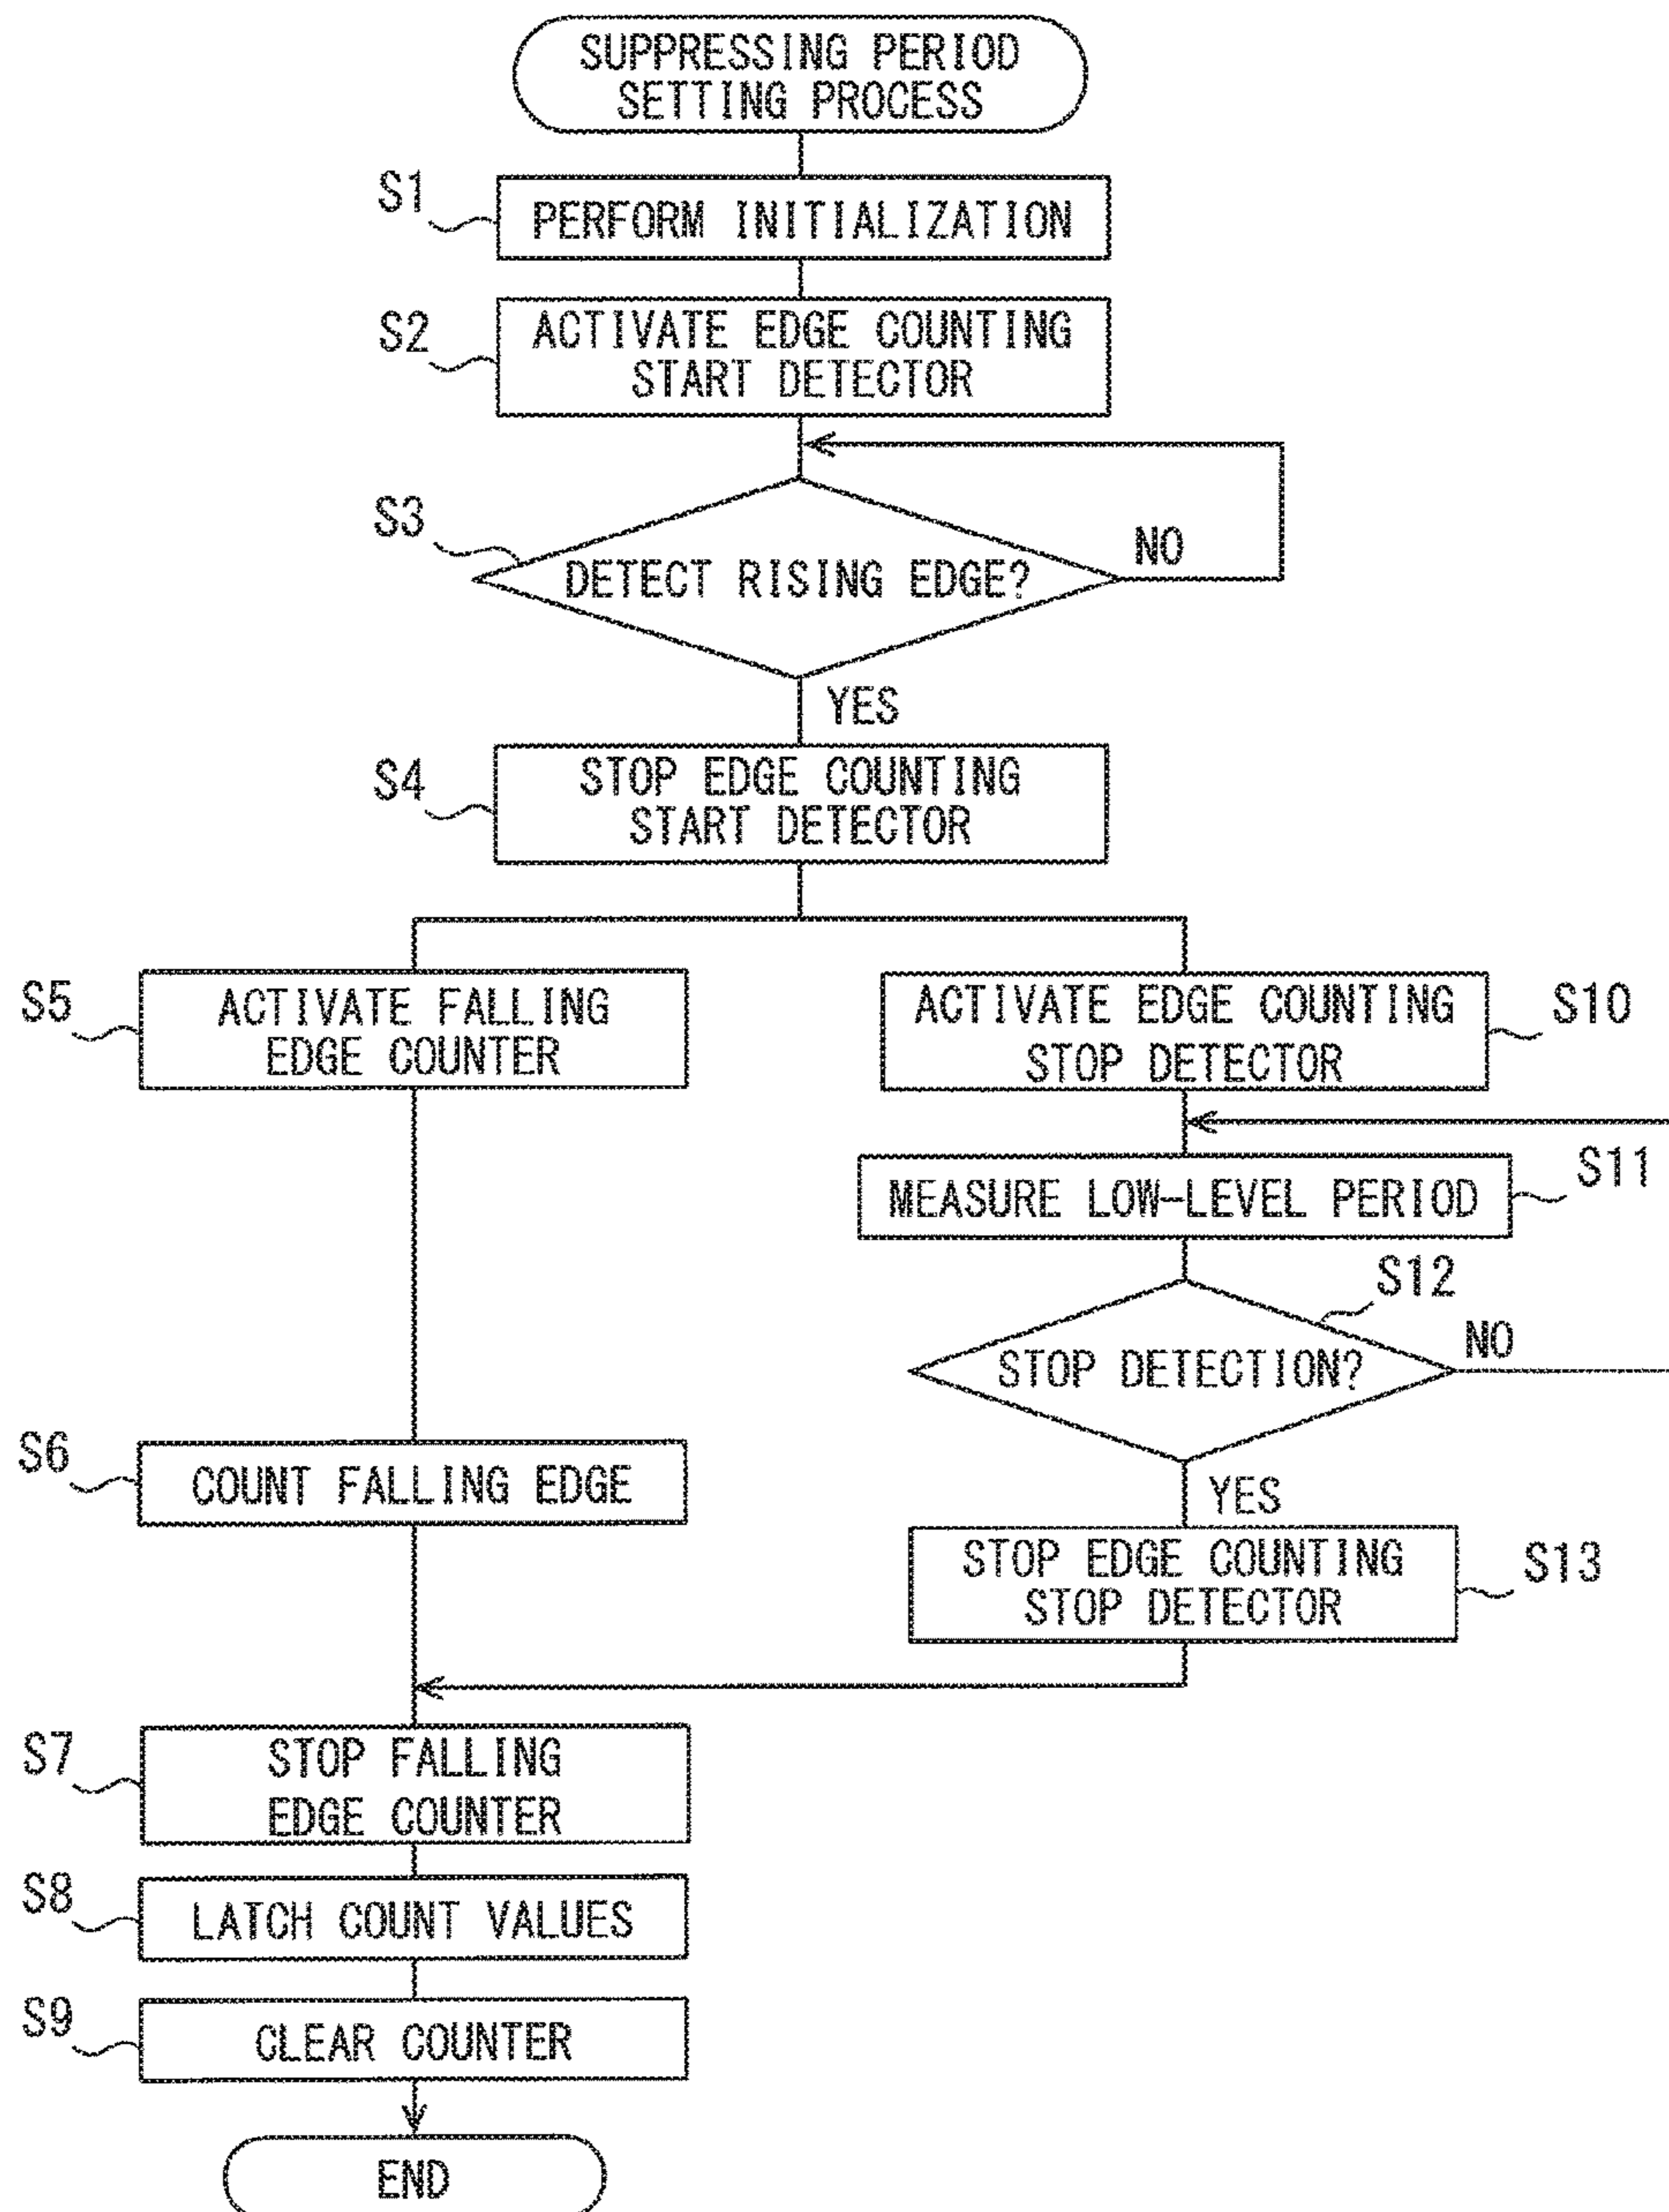 SUPPRESSING PERIOD
SETTING PROCESS
S1
PERFORM INITIALIZATION
S2
ACTIVATE EDGE COUNTING
START DETECTOR
S3
DETECT RISING EDGE?
NO
YES
S4
STOP EDGE COUNTING
START DETECTOR
S5
ACTIVATE FALLING
EDGE COUNTER
ACTIVATE EDGE COUNTING
STOP DETECTOR
S10
S11
MEASURE LOW-LEVEL PERIOD
S12
STOP DETECTION?
NO
YES
S6
COUNT FALLING EDGE
STOP EDGE COUNTING
STOP DETECTOR
S13
S7
STOP FALLING
EDGE COUNTER
S8
LATCH COUNT VALUES
S9
CLEAR COUNTER
END